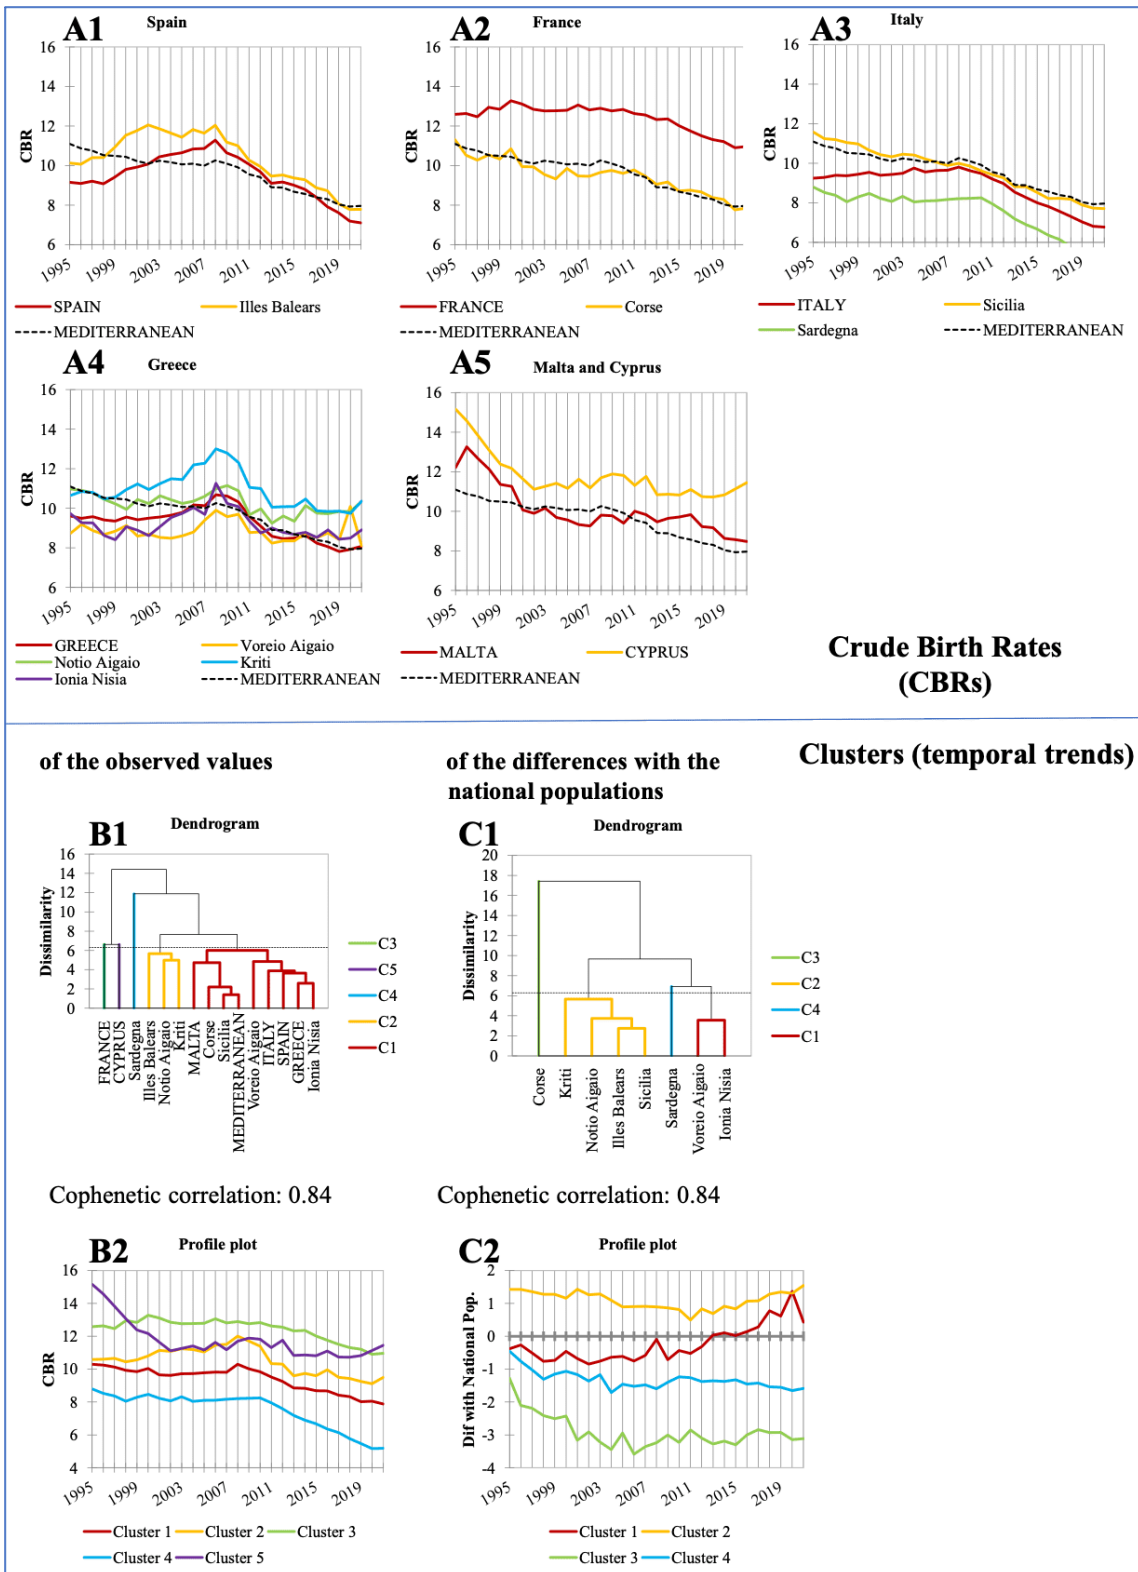 A1
Spain
16
14
12
10
8
6
CBR
1995
1999
2003
2007
2011
2015
2019
SPAIN
Illes Balears
MEDITERRANEAN
A2
France
16
14
12
10
8
6
CBR
1995
1999
2003
2007
2011
2015
2019
FRANCE
Corse
MEDITERRANEAN
A3
Italy
16
14
12
10
8
6
CBR
1995
1999
2003
2007
2011
2015
2019
ITALY
Sicilia
Sardegna
MEDITERRANEAN
A4
Greece
16
14
12
10
8
6
CBR
1995
1999
2003
2007
2011
2015
2019
GREECE
Voreio Aigaio
Notio Aigaio
Kriti
Ionia Nisia
MEDITERRANEAN
A5
Malta and Cyprus
16
14
12
10
8
6
CBR
1995
1999
2003
2007
2011
2015
2019
MALTA
CYPRUS
MEDITERRANEAN
Crude Birth Rates
(CBRs)
Clusters (temporal trends)
of the observed values
B1
Dendrogram
16
14
12
10
8
6
4
2
0
Dissimilarity
FRANCE
CYPRUS
Sardegna
Illes Balears
Notio Aigaio
Kriti
MALTA
Corse
Sicilia
MEDITERRANEAN
Voreio Aigaio
ITALY
SPAIN
GREECE
Ionia Nisia
C3
C5
C4
C2
C1
of the differences with the
national populations
C1
Dendrogram
20
18
16
14
12
10
8
6
4
2
0
Dissimilarity
Corse
Kriti
Notio Aigaio
Illes Balears
Sicilia
Sardegna
Voreio Aigaio
Ionia Nisia
C3
C2
C4
C1
Cophenetic correlation: 0.84
Cophenetic correlation: 0.84
B2
Profile plot
16
14
12
10
8
6
4
CBR
1995
1999
2003
2007
2011
2015
2019
Cluster 1
Cluster 2
Cluster 3
Cluster 4
Cluster 5
C2
Profile plot
2
1
0
-1
-2
-3
-4
Dif with National Pop.
1995
1999
2003
2007
2011
2015
2019
Cluster 1
Cluster 2
Cluster 3
Cluster 4